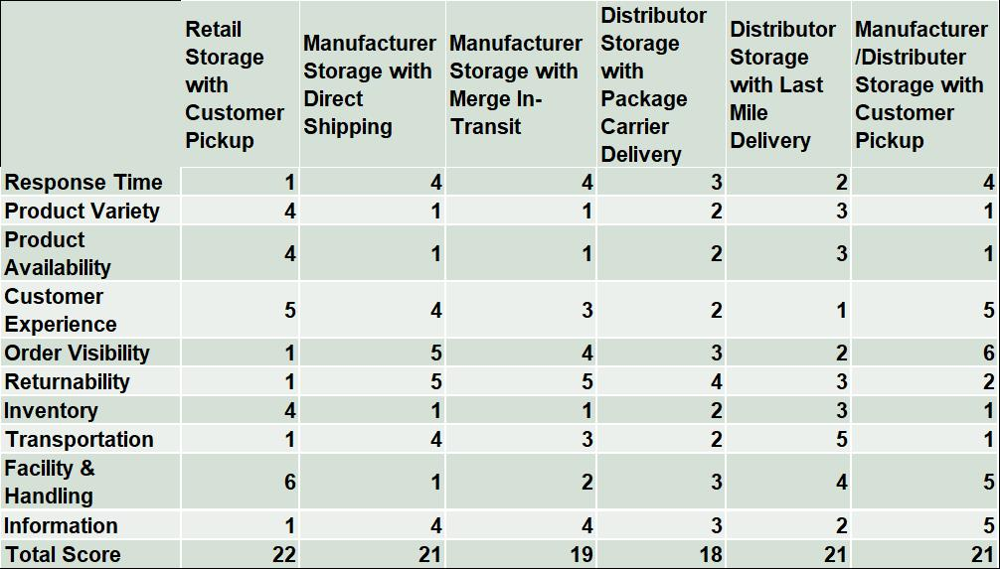 Retail Storage with Customer Pickup	Manufacturer Storage with Direct Shipping	Manufacturer Storage with Merge In-Transit	Distributor Storage with Package Carrier Delivery	Distributor Storage with Last Mile Delivery	Manufacturer /Distributer Storage with Customer Pickup
Response Time	1	4	4	3	2	4
Product Variety	4	1	1	2	3	1
Product Availability	4	1	1	2	3	1
Customer Experience	5	4	3	2	1	5
Order Visibility	1	5	4	3	2	6
Returnability	1	5	5	4	3	2
Inventory	4	1	1	2	3	1
Transportation	1	4	3	2	5	1
Facility & Handling	6	1	2	3	4	5
Information	1	4	4	3	2	5
Total Score	22	21	19	18	21	21